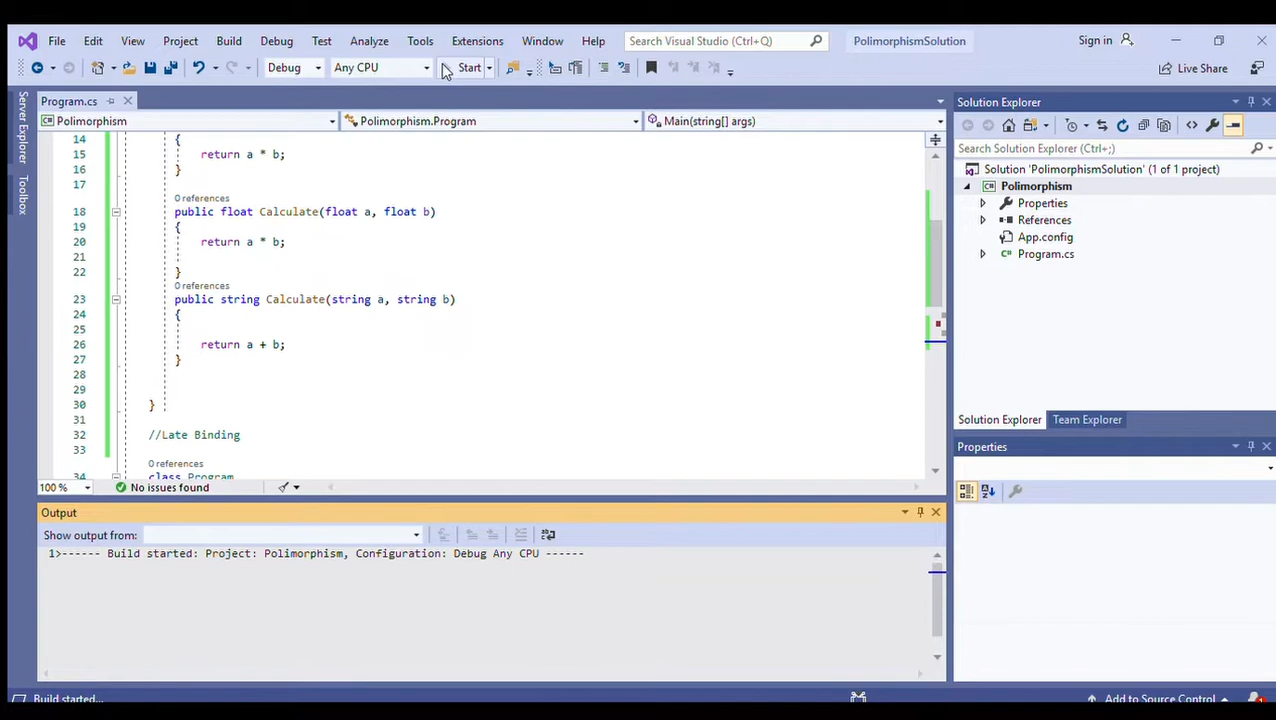 File Edit View Project Build Debug Test Analyze Tools Extensions Window Help Search Visual Studio (Ctrl+Q) PolimorphismSolution Sign in
Debug Any CPU Start Live Share
Server Explorer
Toolbox
Program.cs
Polimorphism Polimorphism.Program Main(string[] args)
14 {
15 return a * b;
16 }
17
0 references
18 public float Calculate(float a, float b)
19 {
20 return a * b;
21
22 }
0 references
23 public string Calculate(string a, string b)
24 {
25
26 return a + b;
27 }
28
29
30 }
31
32 //Late Binding
33
0 references
34 class Program
100 % No issues found
Output
Show output from:
1>------ Build started: Project: Polimorphism, Configuration: Debug Any CPU ------
Solution Explorer
Search Solution Explorer (Ctrl+;)
Solution 'PolimorphismSolution' (1 of 1 project)
Polimorphism
Properties
References
App.config
C# Program.cs
Solution Explorer Team Explorer
Properties
Build started... Add to Source Control